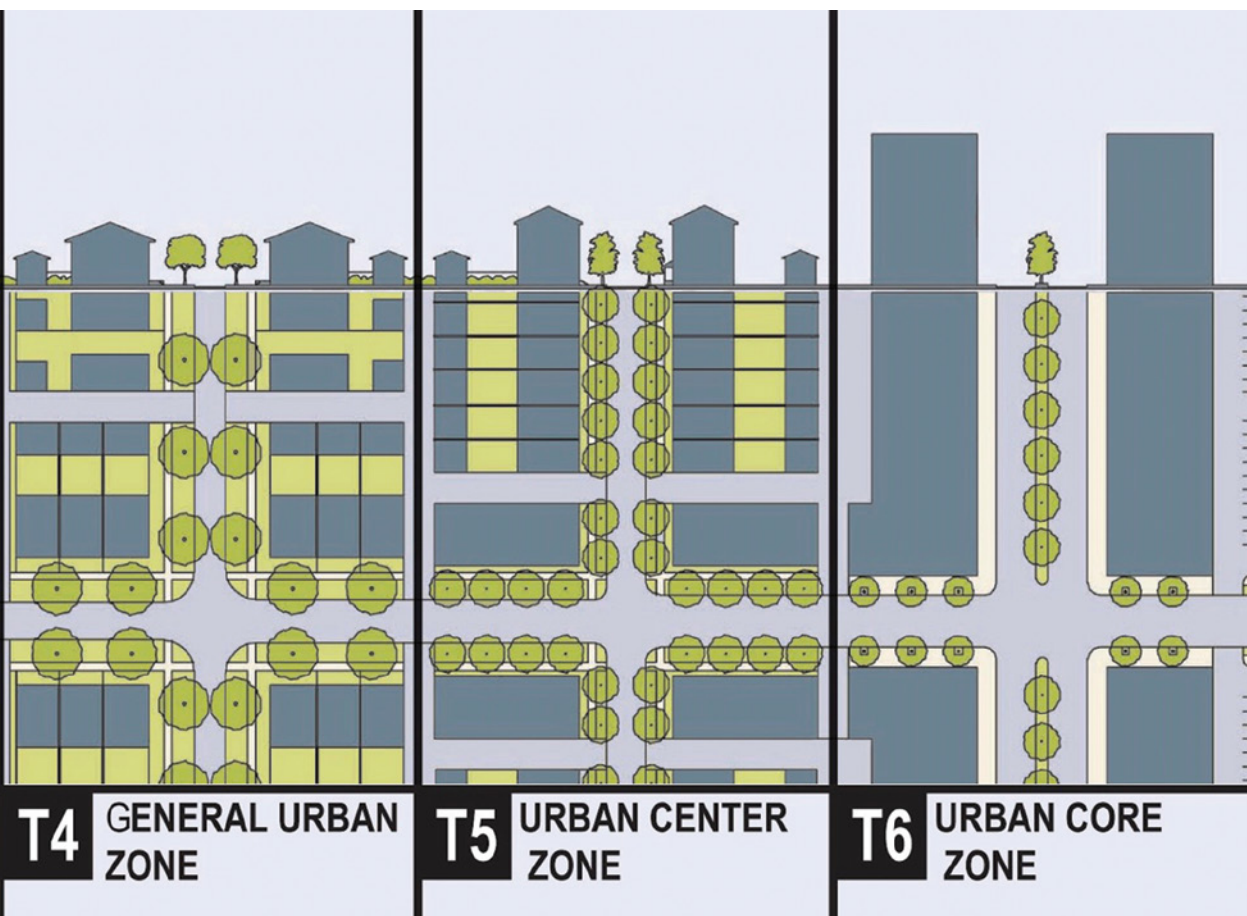 T4 GENERAL URBAN
ZONE
T5 URBAN CENTER
ZONE
T6 URBAN CORE
ZONE